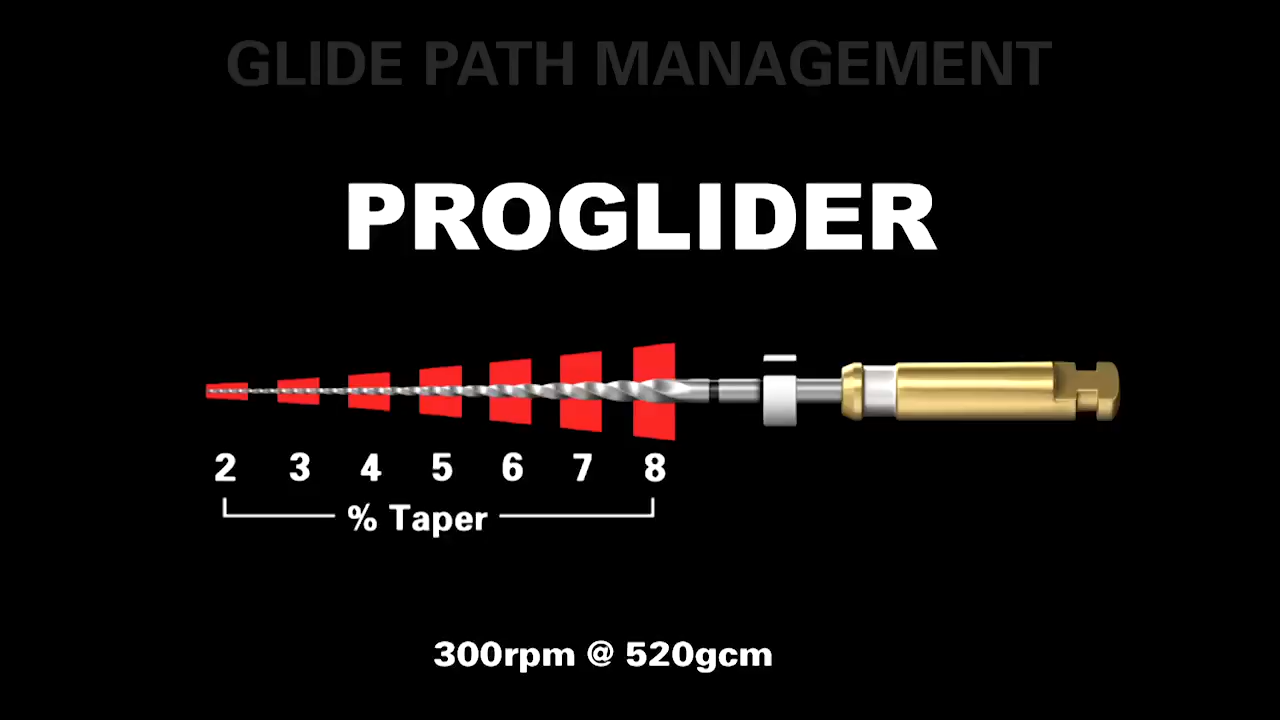 GLIDE PATH MANAGEMENT
PROGLIDER
2 3 4 5 6 7 8
% Taper
300rpm @ 520gcm